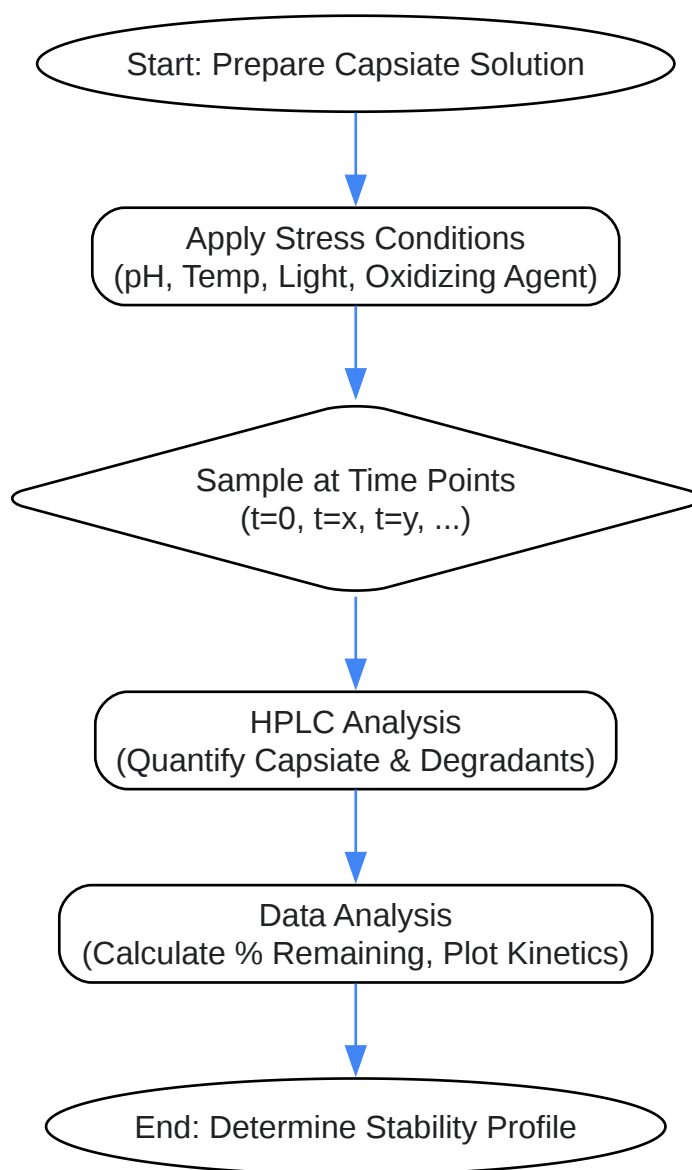 Start: Prepare Capsiate Solution
Apply Stress Conditions
(pH, Temp, Light, Oxidizing Agent)
Sample at Time Points
(t=0, t=x, t=y, ...)
HPLC Analysis
(Quantify Capsiate & Degradants)
Data Analysis
(Calculate % Remaining, Plot Kinetics)
End: Determine Stability Profile